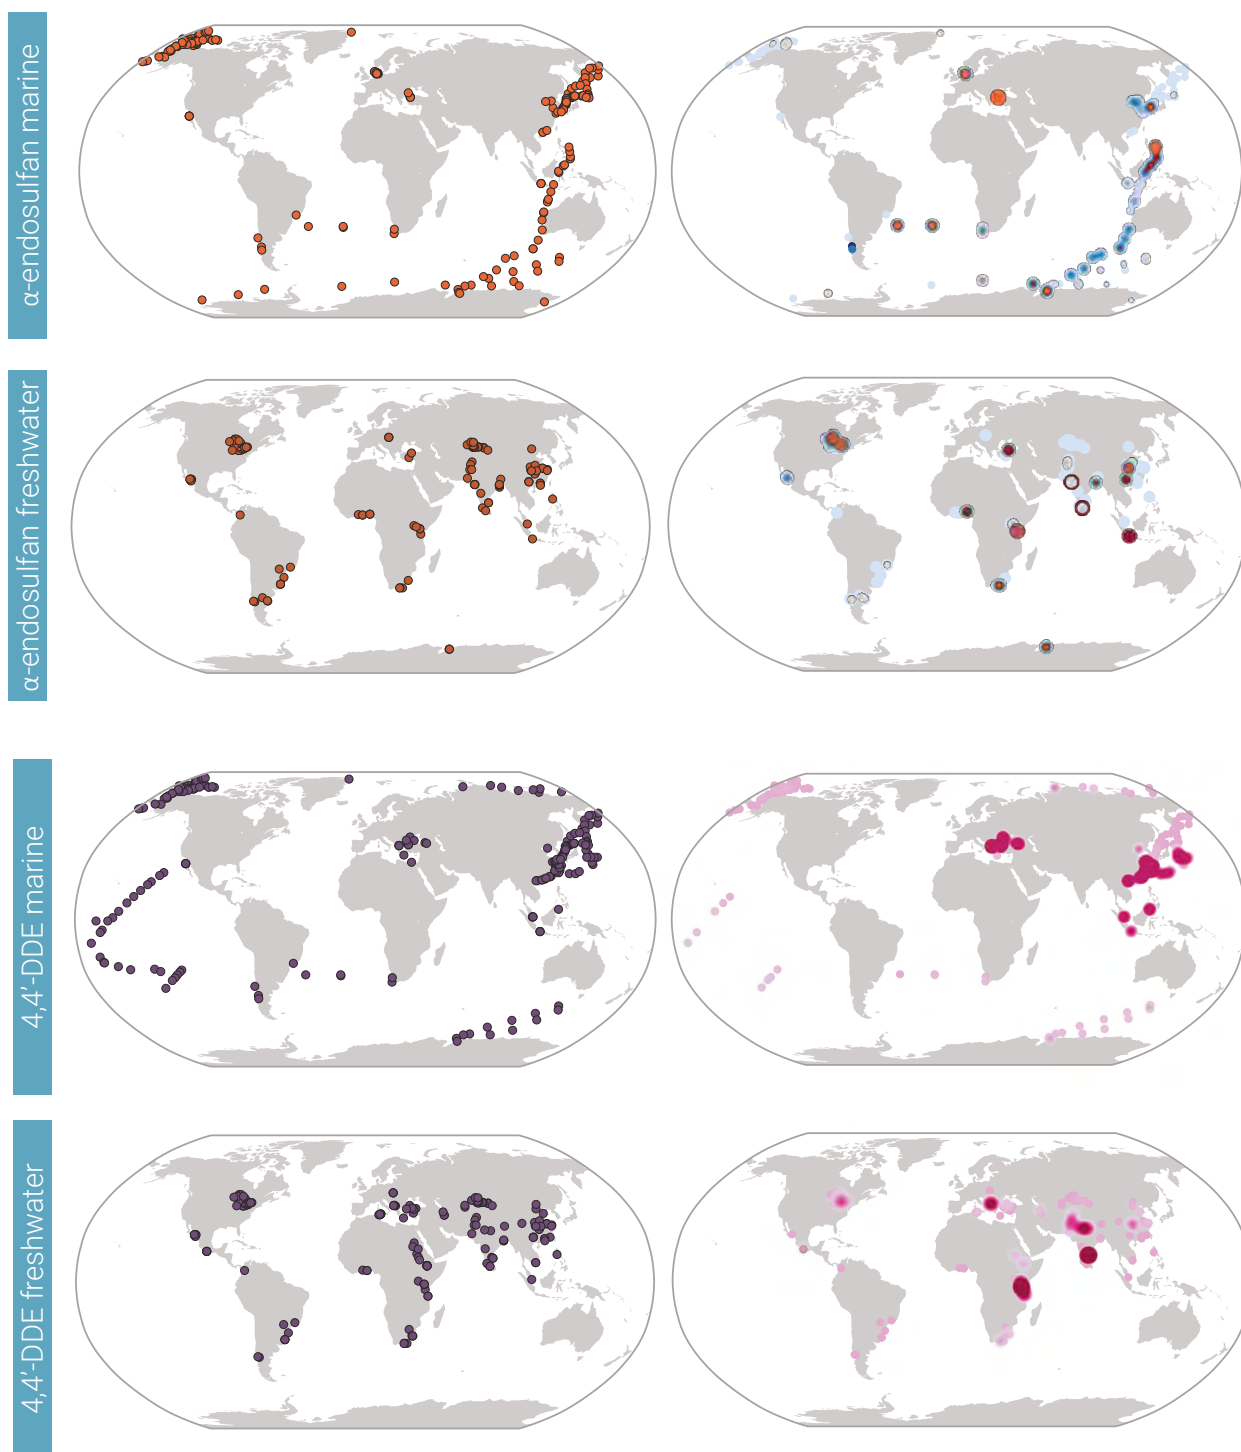 α-endosulfan marine
α-endosulfan freshwater
4,4’-DDE marine
4,4’-DDE freshwater